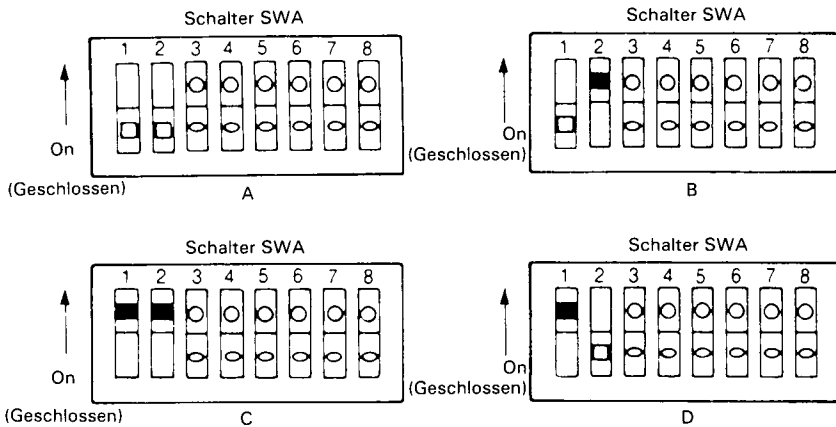 Schalter SWA
1 2 3 4 5 6 7 8
On
(Geschlossen)
A
Schalter SWA
1 2 3 4 5 6 7 8
On
(Geschlossen)
B
Schalter SWA
1 2 3 4 5 6 7 8
On
(Geschlossen)
C
Schalter SWA
1 2 3 4 5 6 7 8
On
(Geschlossen)
D